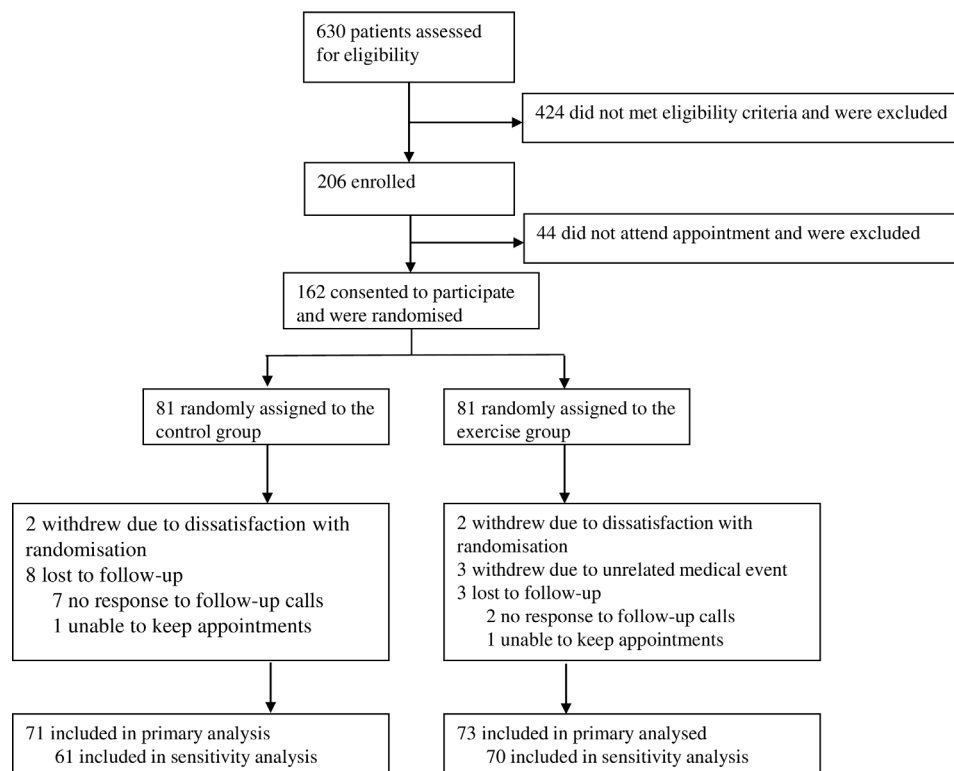 630 patients assessed
for eligibility
424 did not met eligibility criteria and were excluded
206 enrolled
44 did not attend appointment and were excluded
162 consented to participate
and were randomised
81 randomly assigned to the
control group
81 randomly assigned to the
exercise group
2 withdrew due to dissatisfaction with
randomisation
8 lost to follow-up
7 no response to follow-up calls
1 unable to keep appointments
2 withdrew due to dissatisfaction with
randomisation
3 withdrew due to unrelated medical event
3 lost to follow-up
2 no response to follow-up calls
1 unable to keep appointments
71 included in primary analysis
61 included in sensitivity analysis
73 included in primary analysed
70 included in sensitivity analysis